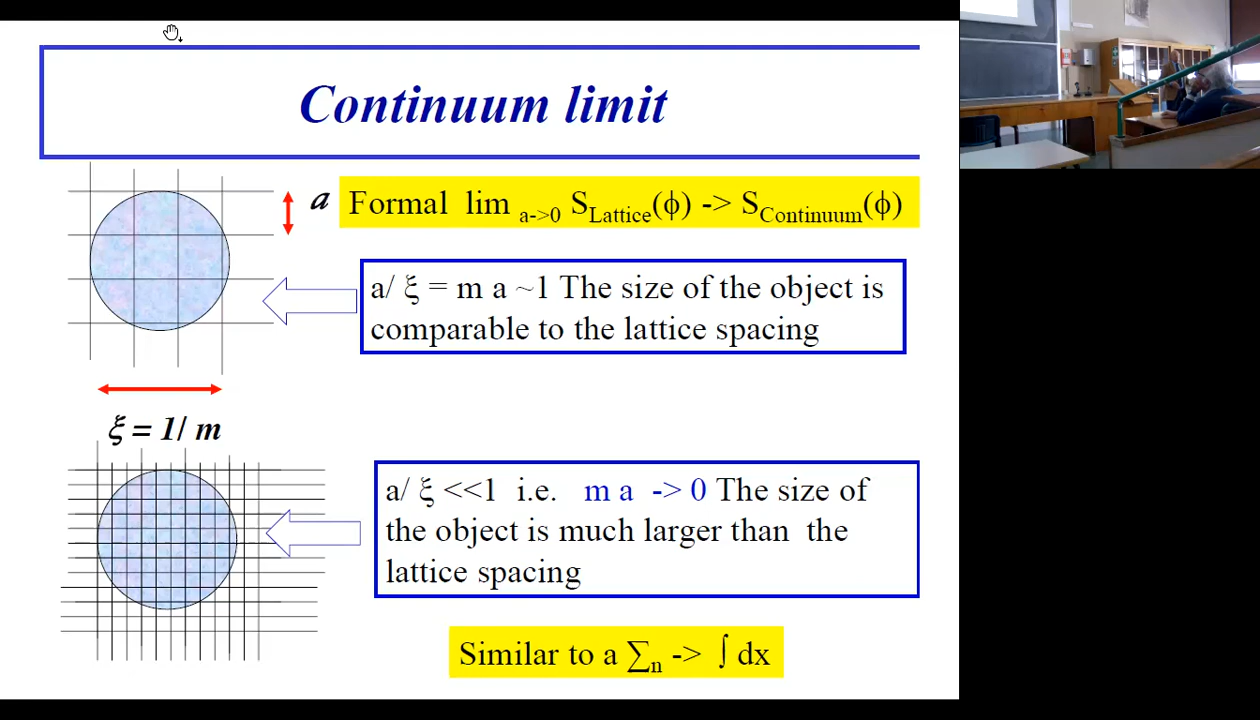 Continuum limit
a
Formal lim a->0 SLattice(ϕ) -> SContinuum(ϕ)
a/ ξ = m a ~1 The size of the object is
comparable to the lattice spacing
ξ = 1/ m
a/ ξ <<1 i.e. m a -> 0 The size of
the object is much larger than the
lattice spacing
Similar to a ∑n -> ∫ dx